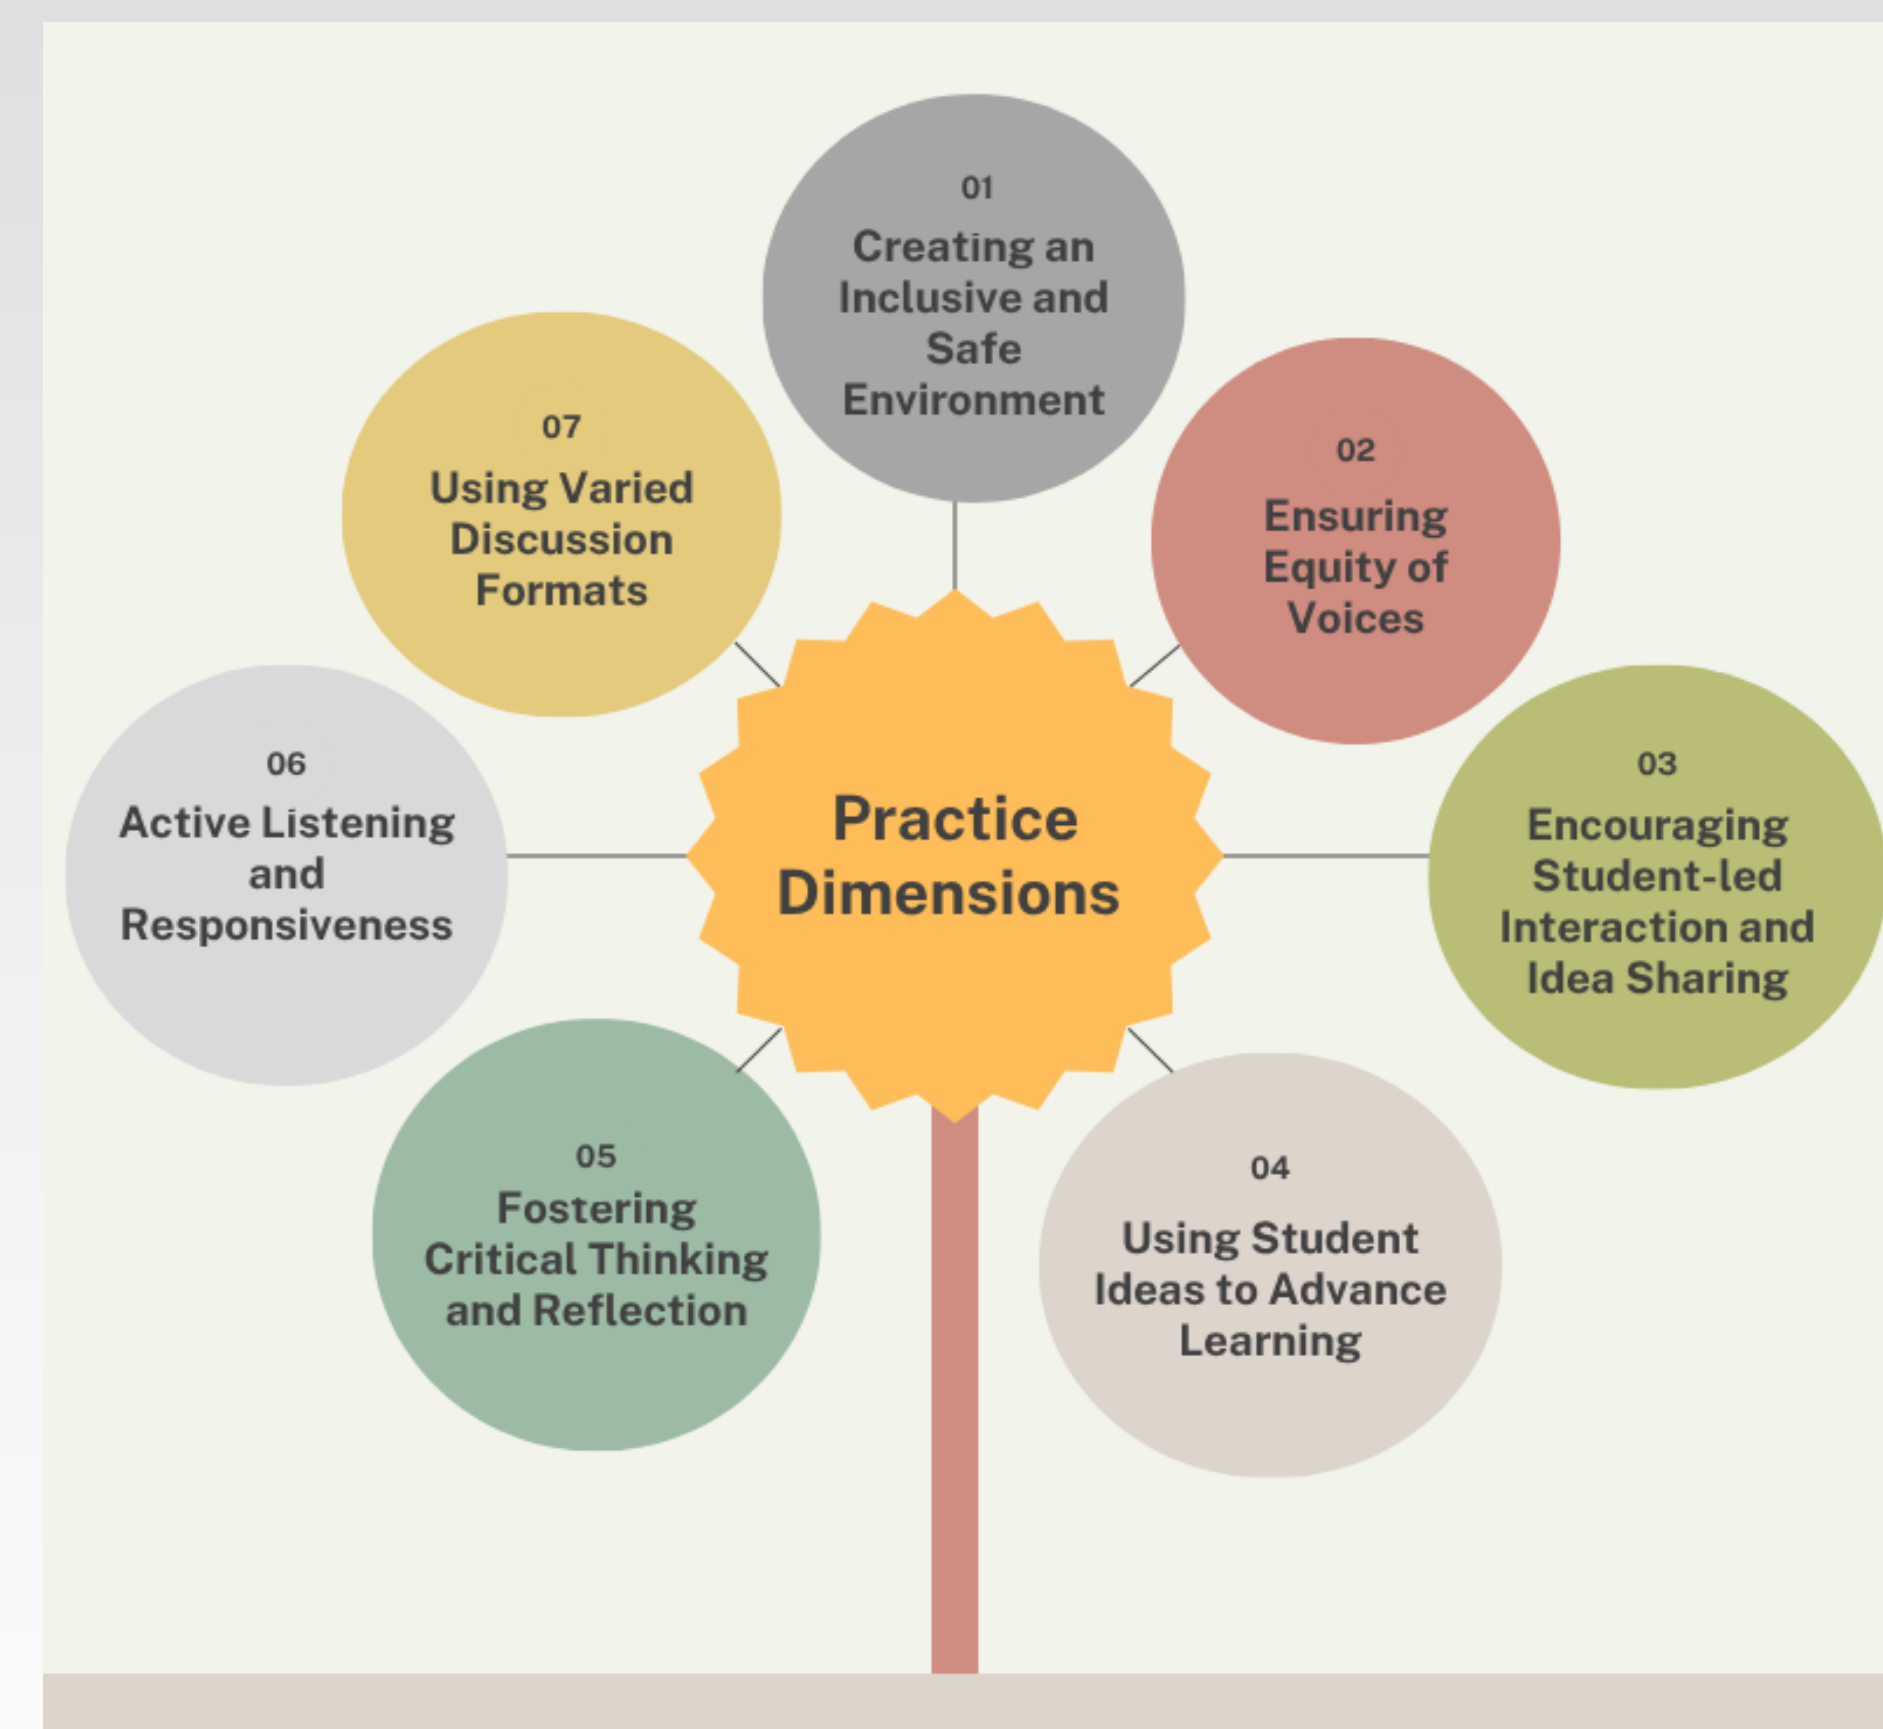 01
Creating an
Inclusive and
Safe
Environment
02
Ensuring
Equity of
Voices
03
Encouraging
Student-led
Interaction and
Idea Sharing
04
Using Student
Ideas to Advance
Learning
05
Fostering
Critical Thinking
and Reflection
06
Active Listening
and
Responsiveness
07
Using Varied
Discussion
Formats
Practice
Dimensions